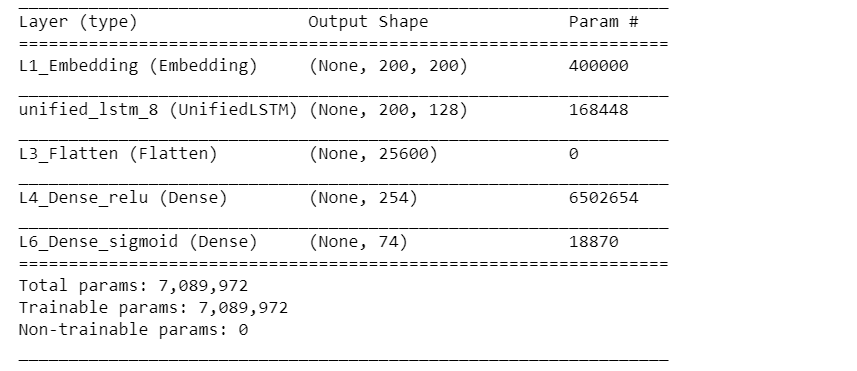 Layer (type) Output Shape Param #
=================================================================
L1_Embedding (Embedding) (None, 200, 200) 400000
_________________________________________________________________
unified_lstm_8 (UnifiedLSTM) (None, 200, 128) 168448
_________________________________________________________________
L3_Flatten (Flatten) (None, 25600) 0
_________________________________________________________________
L4_Dense_relu (Dense) (None, 254) 6502654
_________________________________________________________________
L6_Dense_sigmoid (Dense) (None, 74) 18870
=================================================================
Total params: 7,089,972
Trainable params: 7,089,972
Non-trainable params: 0
_________________________________________________________________